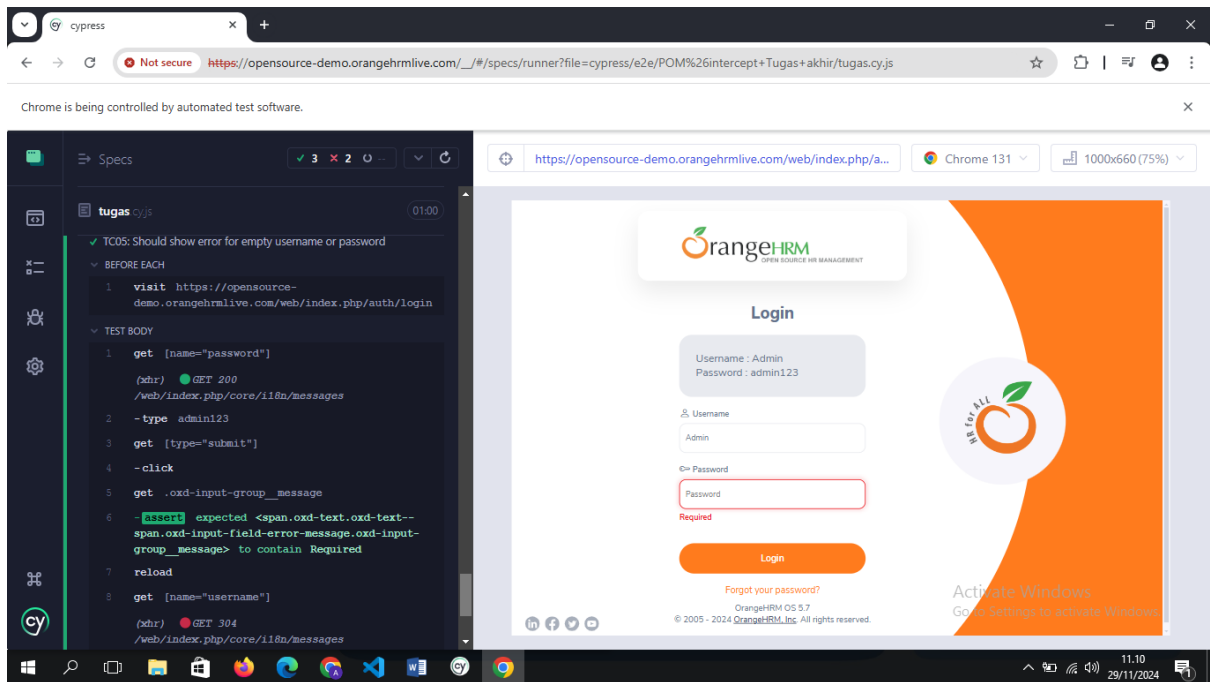 cypress
Not secure https://opensource-demo.orangehrmlive.com/__/#/specs/runner?file=cypress/e2e/POM%26intercept+Tugas+akhir/tugas.cy.js
Chrome is being controlled by automated test software.
Specs
3 2 --
tugas cy.js 01:00
TC05: Should show error for empty username or password
BEFORE EACH
1 visit https://opensource-
demo.orangehrmlive.com/web/index.php/auth/login
TEST BODY
1 get [name="password"]
(xhr) GET 200
/web/index.php/core/i18n/messages
2 -type admin123
3 get [type="submit"]
4 -click
5 get .oxd-input-group__message
6 -assert expected <span.oxd-text.oxd-text--
span.oxd-input-field-error-message.oxd-input-
group__message> to contain Required
7 reload
8 get [name="username"]
(xhr) GET 304
/web/index.php/core/i18n/messages
https://opensource-demo.orangehrmlive.com/web/index.php/a...
Chrome 131
1000x660 (75%)
OrangeHRM
OPEN SOURCE HR MANAGEMENT
Login
Username : Admin
Password : admin123
Username
Admin
Password
Password
Required
Login
Forgot your password?
OrangeHRM OS 5.7
© 2005 - 2024 OrangeHRM, Inc. All rights reserved.
HR for ALL
Activate Windows
Go to Settings to activate Windows.
cy
11.10
29/11/2024
1